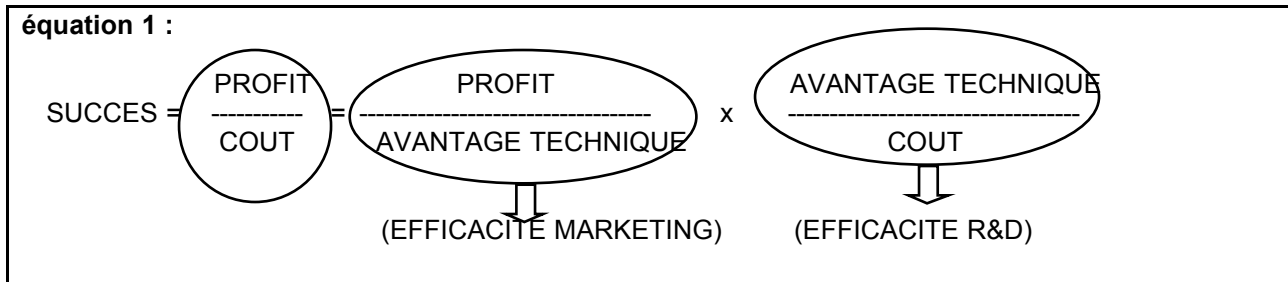 équation 1 :
PROFIT PROFIT AVANTAGE TECHNIQUE
SUCCES = ----------- = ----------------------------------- x -----------------------------------
COUT AVANTAGE TECHNIQUE COUT
(EFFICACITE MARKETING) (EFFICACITE R&D)